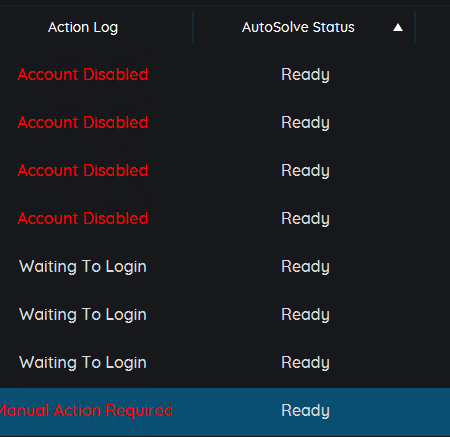 Action Log AutoSolve Status ▲
Account Disabled Ready
Account Disabled Ready
Account Disabled Ready
Account Disabled Ready
Waiting To Login Ready
Waiting To Login Ready
Waiting To Login Ready
Manual Action Required Ready